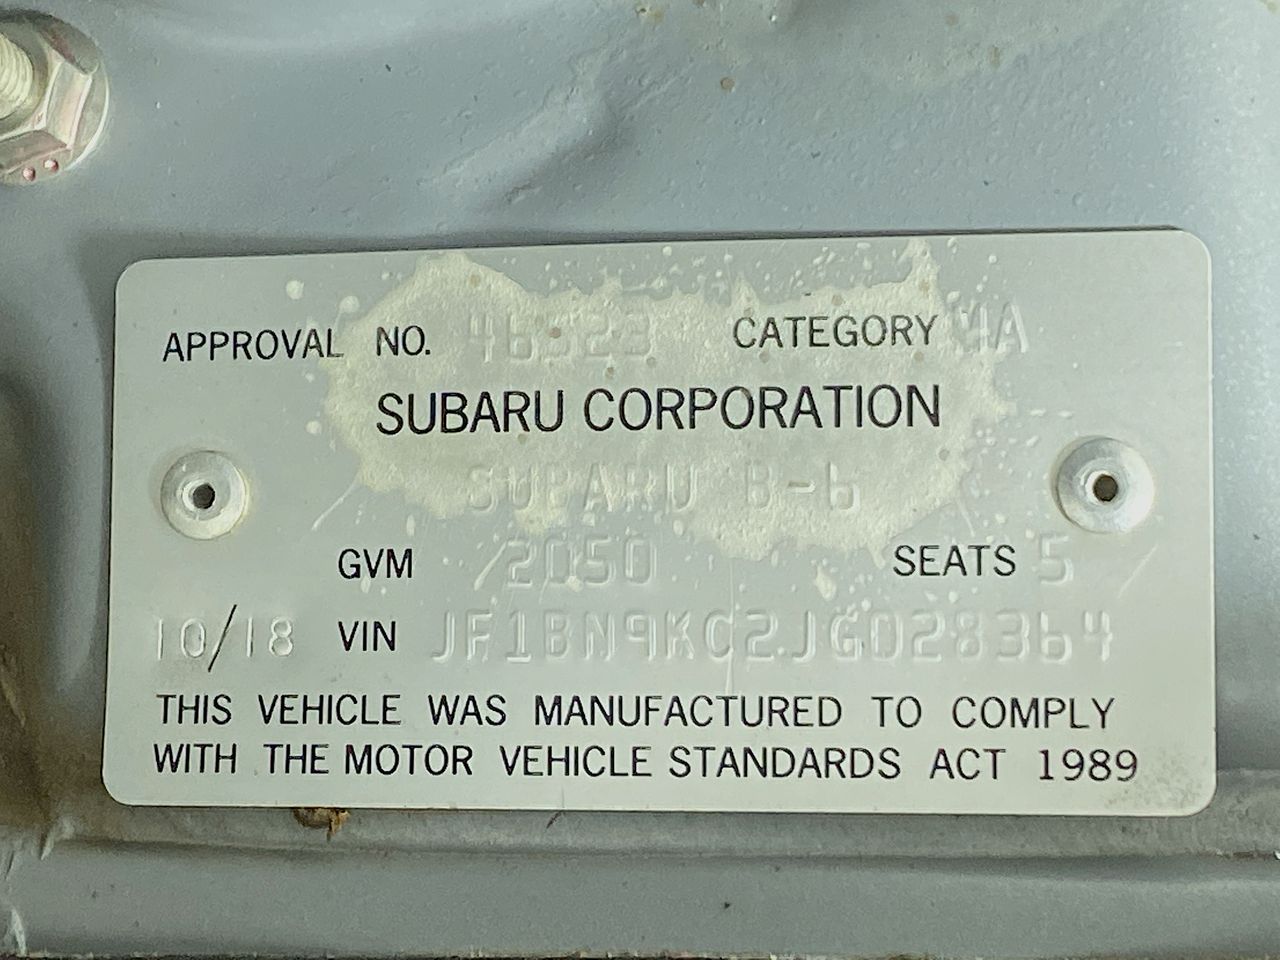 APPROVAL NO. 46323 CATEGORY MA
SUBARU CORPORATION
SUBARU B-6
GVM 2050 SEATS 5
10/18 VIN JF1BN9KC2JG028364
THIS VEHICLE WAS MANUFACTURED TO COMPLY
WITH THE MOTOR VEHICLE STANDARDS ACT 1989